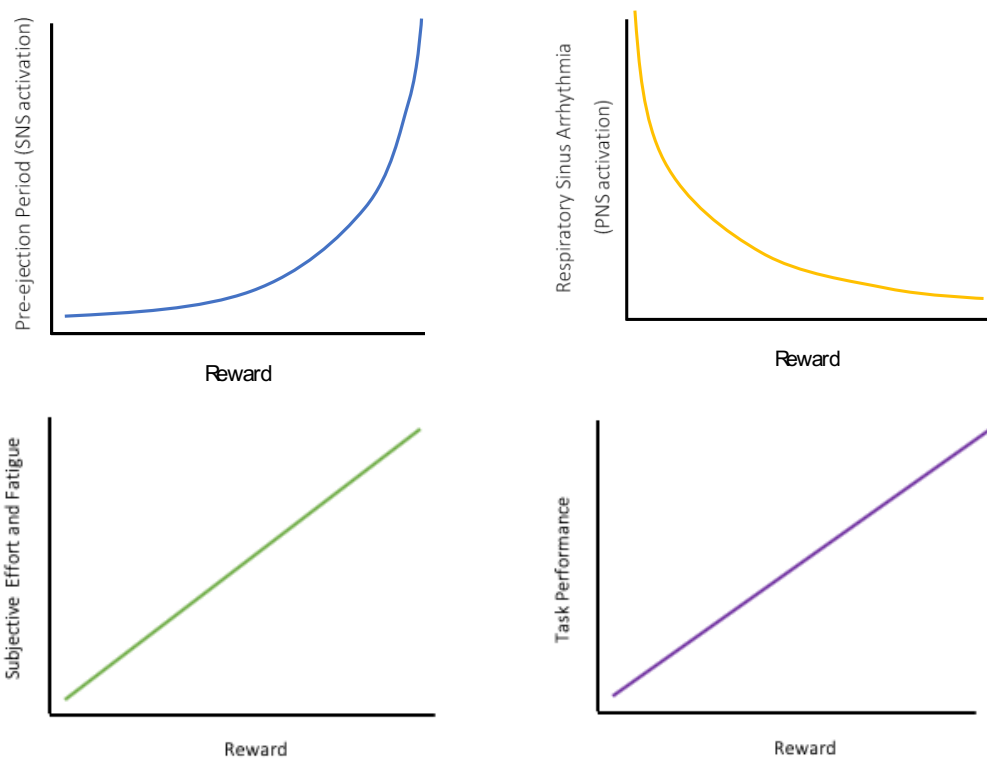 Pre-ejection Period (SNS activation)
Reward
Respiratory Sinus Arrhythmia
(PNS activation)
Reward
Subjective Effort and Fatigue
Reward
Task Performance
Reward